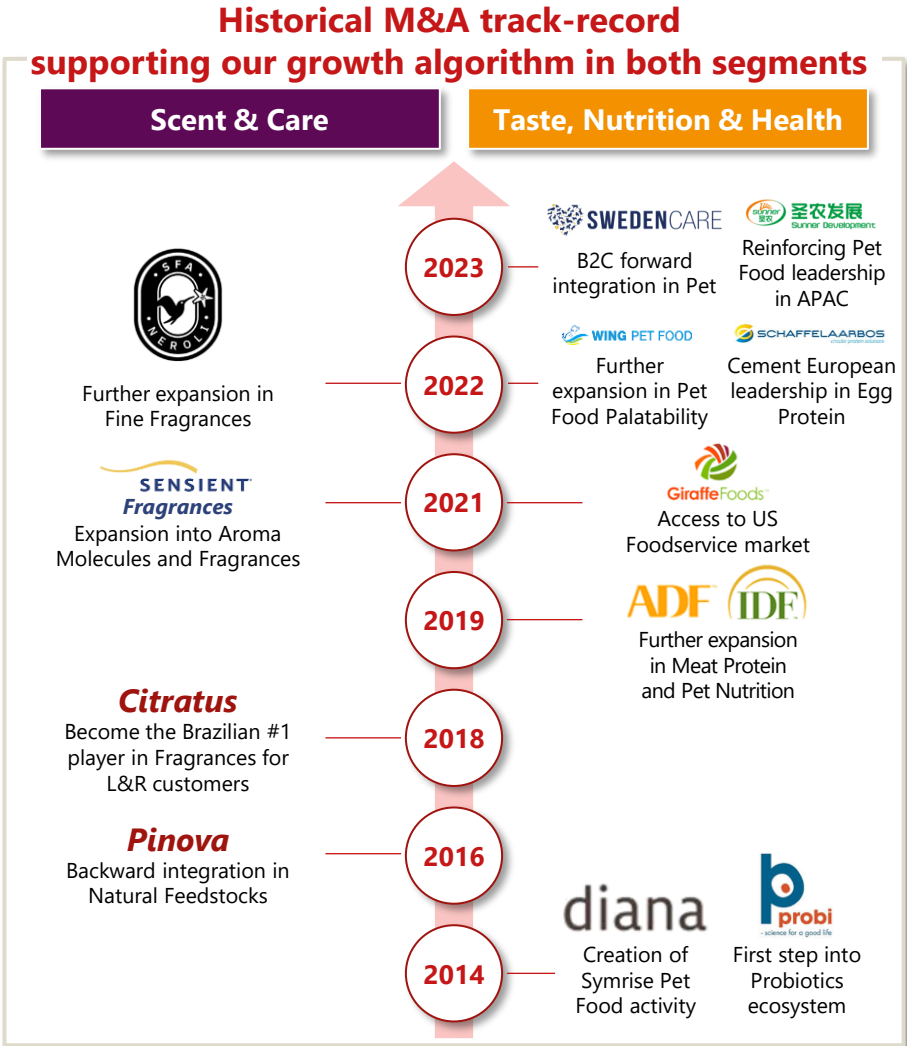 Historical M&A track-record
supporting our growth algorithm in both segments
Scent & Care
Taste, Nutrition & Health
2023
SWEDENCARE
B2C forward
integration in Pet
sunner
圣农
圣农发展
Sunner Development
Reinforcing Pet
Food leadership
in APAC
SFA
NEROLI
Further expansion in
Fine Fragrances
2022
WING PET FOOD
Further
expansion in Pet
Food Palatability
SCHAFFELAARBOS
circular protein solutions
Cement European
leadership in Egg
Protein
SENSIENT
Fragrances
Expansion into Aroma
Molecules and Fragrances
2021
GiraffeFoods™
Access to US
Foodservice market
2019
ADF IDF
Further expansion
in Meat Protein
and Pet Nutrition
Citratus
Become the Brazilian #1
player in Fragrances for
L&R customers
2018
Pinova
Backward integration in
Natural Feedstocks
2016
2014
diana
Creation of
Symrise Pet
Food activity
probi
- science for a good life
First step into
Probiotics
ecosystem